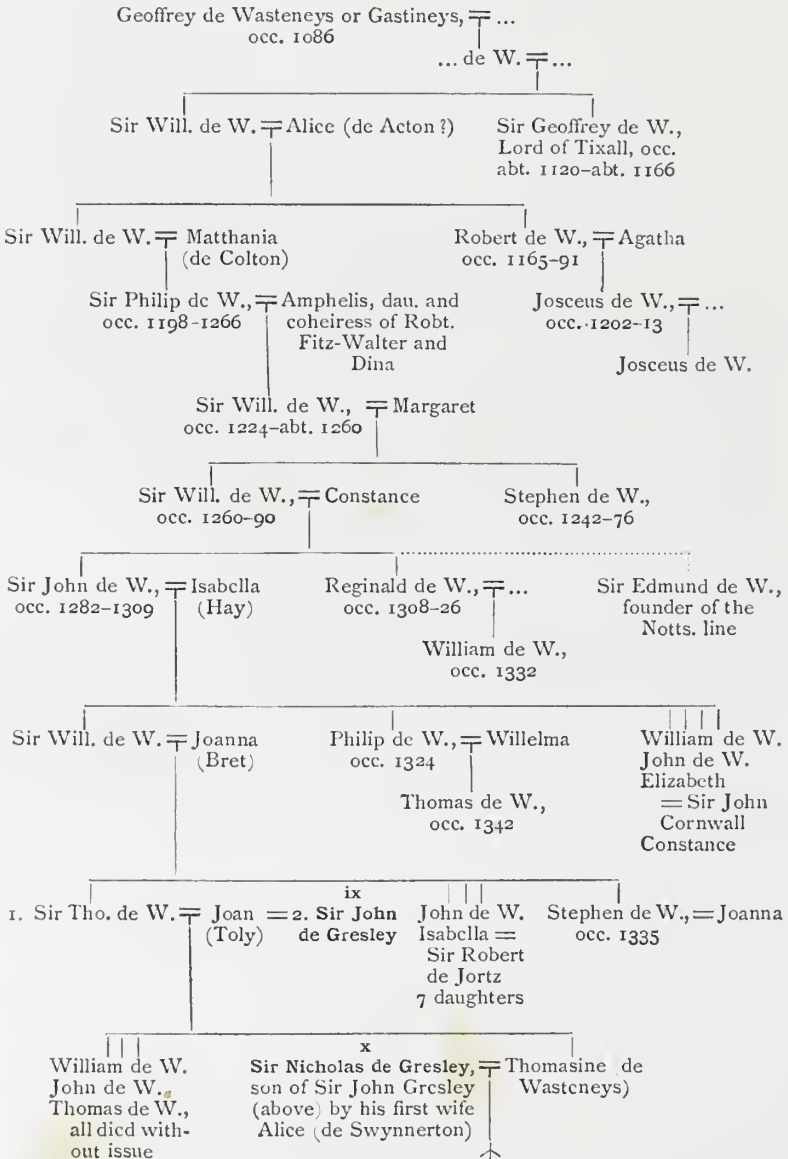 Geoffrey de Wasteneys or Gastineys, = ...
occ. 1086
... de W. = ...
Sir Will. de W. = Alice (de Acton ?)
Sir Geoffrey de W.,
Lord of Tixall, occ.
abt. 1120–abt. 1166
Sir Will. de W. = Matthania
(de Colton)
Robert de W., = Agatha
occ. 1165–91
Sir Philip de W., = Amphelis, dau. and
occ. 1198–1266
coheiress of Robt.
Fitz-Walter and
Dina
Josceus de W., = ...
occ. 1202–13
Josceus de W.
Sir Will. de W., = Margaret
occ. 1224–abt. 1260
Sir Will. de W., = Constance
occ. 1260–90
Stephen de W.,
occ. 1242–76
Sir John de W., = Isabella
occ. 1282–1309 (Hay)
Reginald de W., = ...
occ. 1308–26
William de W.,
occ. 1332
Sir Edmund de W.,
founder of the
Notts. line
Sir Will. de W. = Joanna
(Bret)
Philip de W., = Willelma
occ. 1324
Thomas de W.,
occ. 1342
William de W.
John de W.
Elizabeth
= Sir John
Cornwall
Constance
ix
1. Sir Tho. de W. = Joan = 2. Sir John
(Toly) de Gresley
John de W.
Isabella =
Sir Robert
de Jortz
7 daughters
Stephen de W., = Joanna
occ. 1335
William de W.
John de W.
Thomas de W.,
all died with-
out issue
x
Sir Nicholas de Gresley, = Thomasine de
son of Sir John Gresley Wasteneys)
(above) by his first wife
Alice (de Swynnerton)